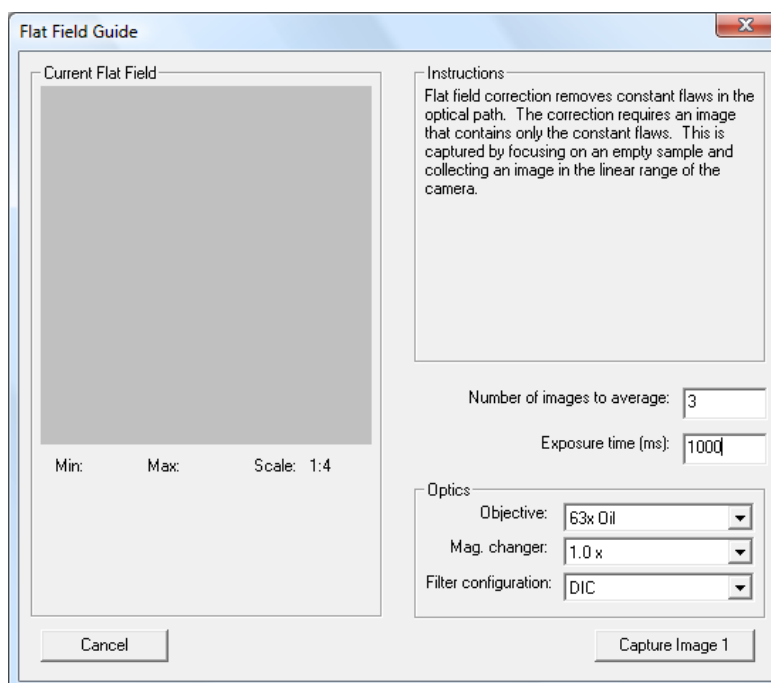 Flat Field Guide
Current Flat Field
Min: Max: Scale: 1:4
Instructions
Flat field correction removes constant flaws in the
optical path. The correction requires an image
that contains only the constant flaws. This is
captured by focusing on an empty sample and
collecting an image in the linear range of the
camera.
Number of images to average: 3
Exposure time (ms): 1000
Optics
Objective: 63x Oil
Mag. changer: 1.0 x
Filter configuration: DIC
Cancel
Capture Image 1